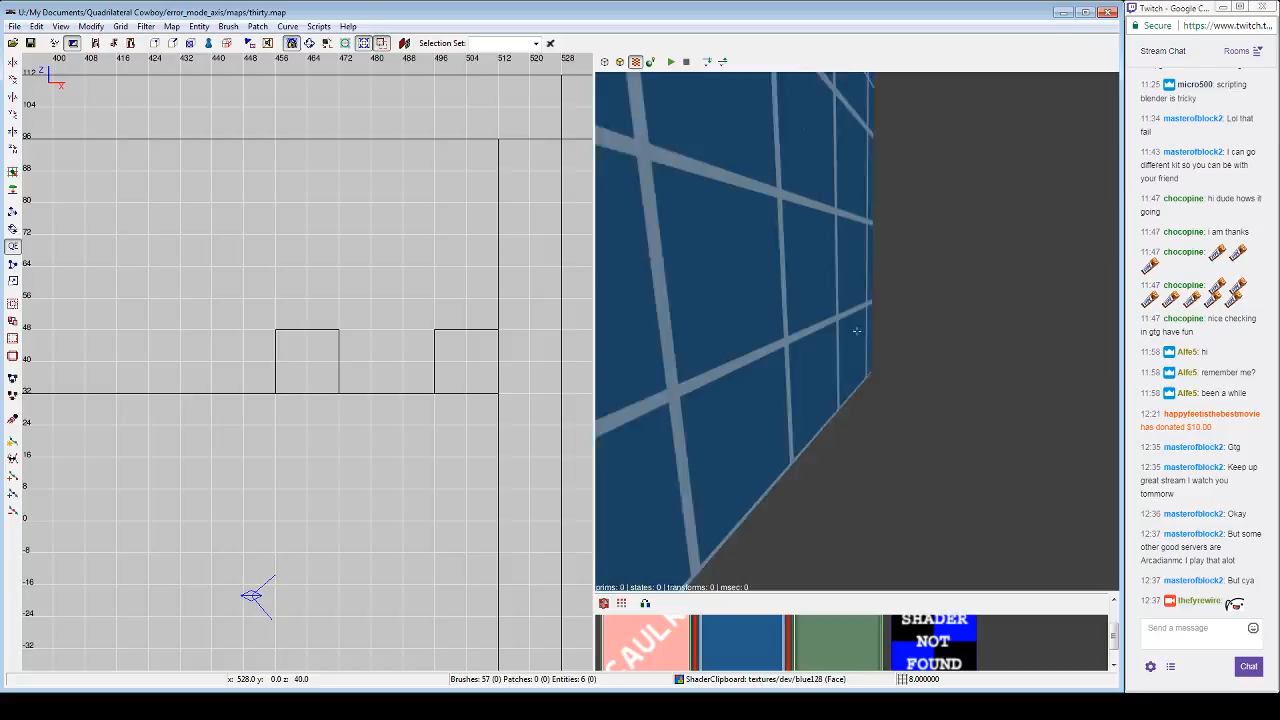 U:/My Documents/Quadrilateral Cowboy/error_mode_axis/maps/thirty.map
File Edit View Modify Grid Filter Map Entity Brush Patch Curve Scripts Help
Selection Set:
400 408 416 424 432 440 448 456 464 472 480 488 496 504 512 520 528
Z
X
112
104
96
88
80
72
64
56
48
40
32
24
16
8
0
-8
-16
-24
-32
QE
prims: 0 | states: 0 | transforms: 0 | msec: 0
CAULK
SHADER
NOT
FOUND
x: 528.0 y: 0.0 z: 40.0
Brushes: 57 (0) Patches: 0 (0) Entities: 6 (0)
ShaderClipboard: textures/dev/blue128 (Face)
8.000000
Twitch - Google C...
Secure
https://www.twitch.t...
Stream Chat
Rooms
11:25 micro500: scripting
blender is tricky
11:34 masterofblock2: Lol that
fail
11:43 masterofblock2: I can go
different kit so you can be with
your friend
11:47 chocopine: hi dude hows it
going
11:47 chocopine: i am thanks
11:47 chocopine:
11:47 chocopine:
11:47 chocopine: nice checking
in gtg have fun
11:58 Alfe5: hi
11:58 Alfe5: remember me?
11:58 Alfe5: been a while
12:21 happyfeetisthebestmovie
has donated $10.00
12:35 masterofblock2: Gtg
12:35 masterofblock2: Keep up
great stream I watch you
tommorw
12:36 masterofblock2: Okay
12:37 masterofblock2: But some
other good servers are
Arcadianmc I play that alot
12:37 masterofblock2: But cya
12:37 thefyrewire:
Send a message
Chat